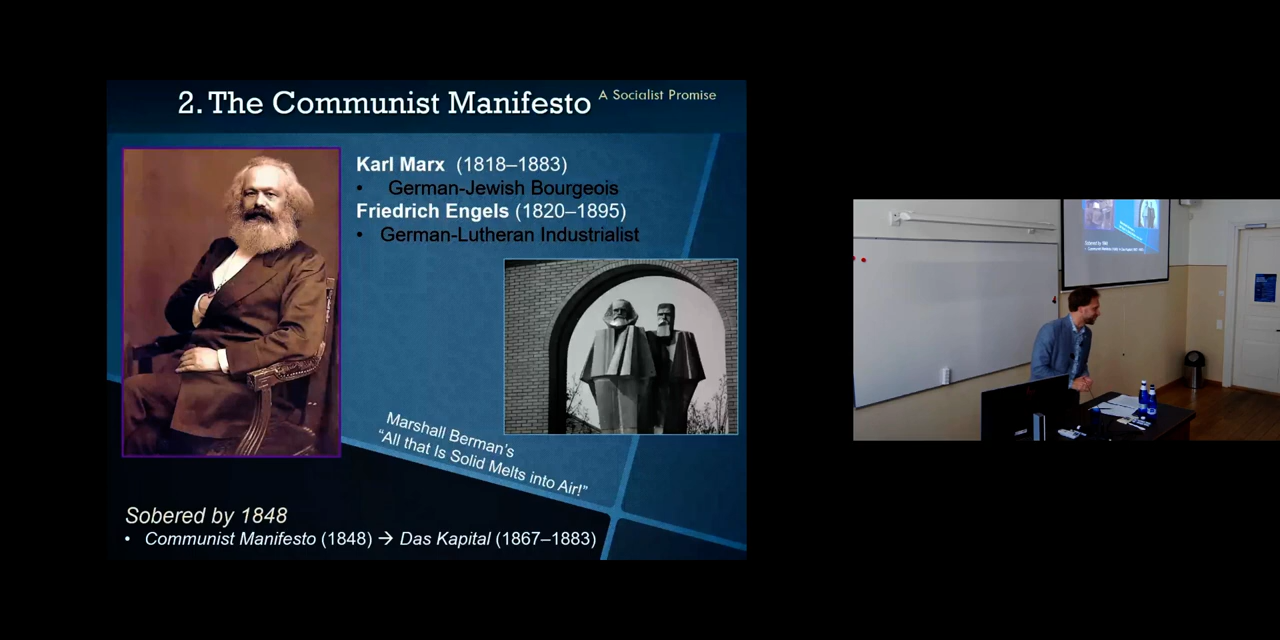 2. The Communist Manifesto A Socialist Promise
Karl Marx (1818–1883)
• German-Jewish Bourgeois
Friedrich Engels (1820–1895)
• German-Lutheran Industrialist
Marshall Berman's
"All that Is Solid Melts into Air!"
Sobered by 1848
• Communist Manifesto (1848) → Das Kapital (1867–1883)